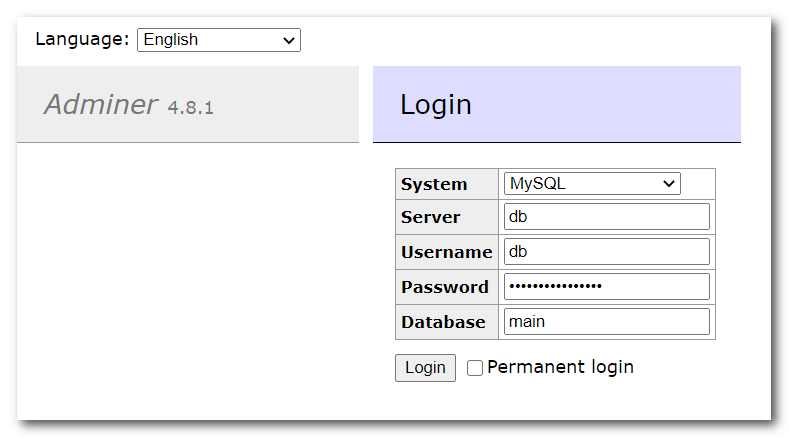 Language: English
Adminer 4.8.1
Login
System MySQL
Server db
Username db
Password ••••••••••••••••
Database main
Login Permanent login